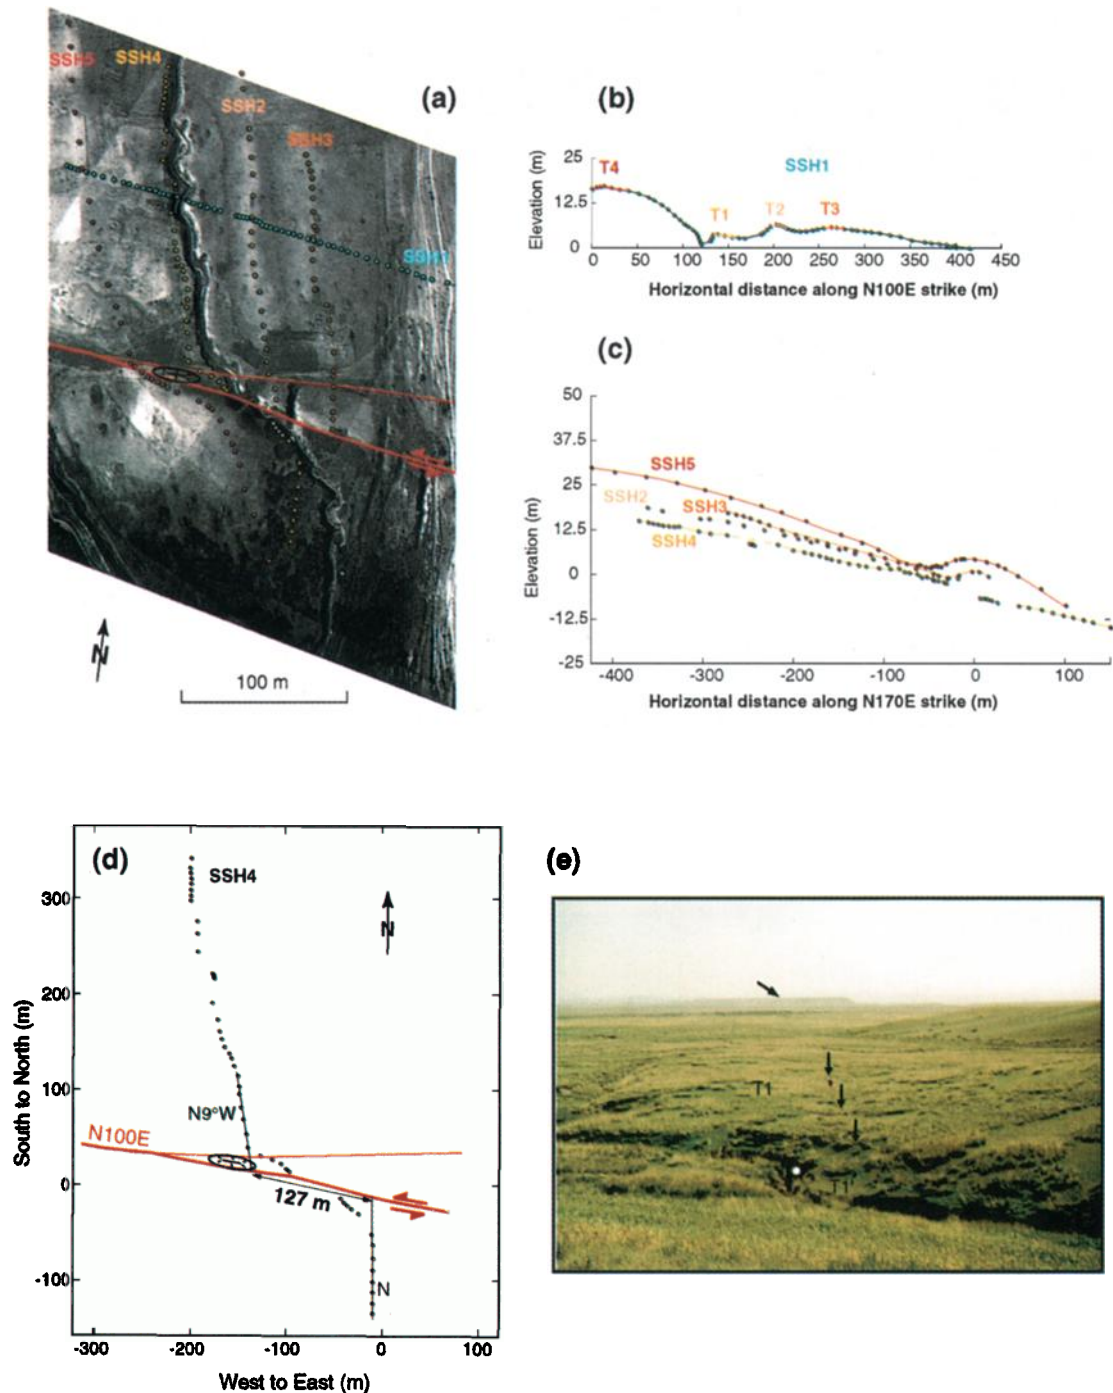 (a)
SSH5
SSH4
SSH2
SSH3
SSH1
N
100 m
(b)
Elevation (m)
25
12.5
0
T4
SSH1
T1
T2
T3
0 50 100 150 200 250 300 350 400 450
Horizontal distance along N100E strike (m)
(c)
Elevation (m)
50
37.5
25
12.5
0
-12.5
-25
SSH5
SSH2
SSH3
SSH4
-400 -300 -200 -100 0 100
Horizontal distance along N170E strike (m)
(d)
SSH4
N
South to North (m)
300
200
100
0
-100
N9°W
N100E
127 m
N
-300 -200 -100 0 100
West to East (m)
(e)
T1
T1'